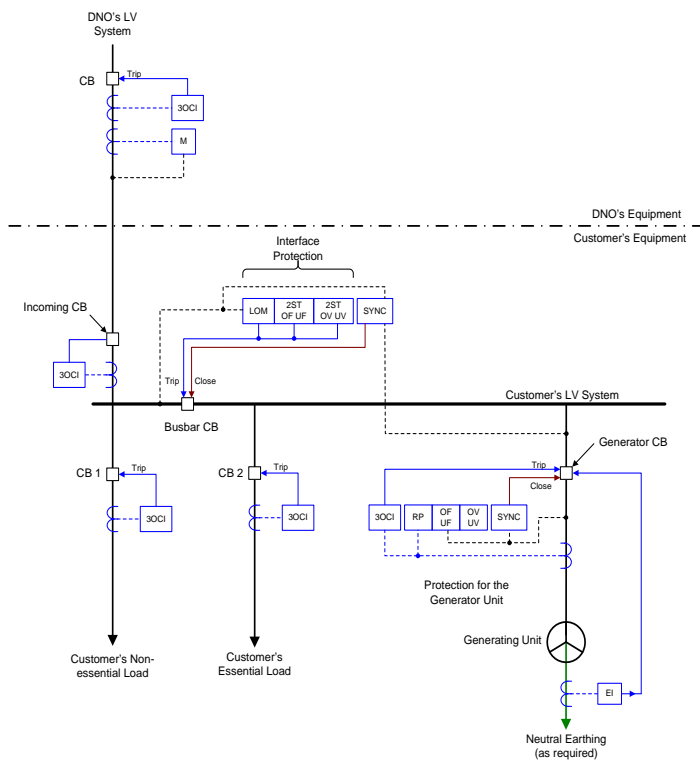 DNO's LV
System
CB
Trip
3OCI
M
DNO's Equipment
Customer's Equipment
Interface
Protection
Incoming CB
LOM
2ST
OF UF
2ST
OV UV
SYNC
3OCI
Trip
Close
Customer's LV System
Busbar CB
Generator CB
CB 1
Trip
CB 2
Trip
Trip
Close
3OCI
3OCI
3OCI
RP
OF
UF
OV
UV
SYNC
Protection for the
Generator Unit
Generating Unit
Customer's Non-
essential Load
Customer's
Essential Load
EI
Neutral Earthing
(as required)